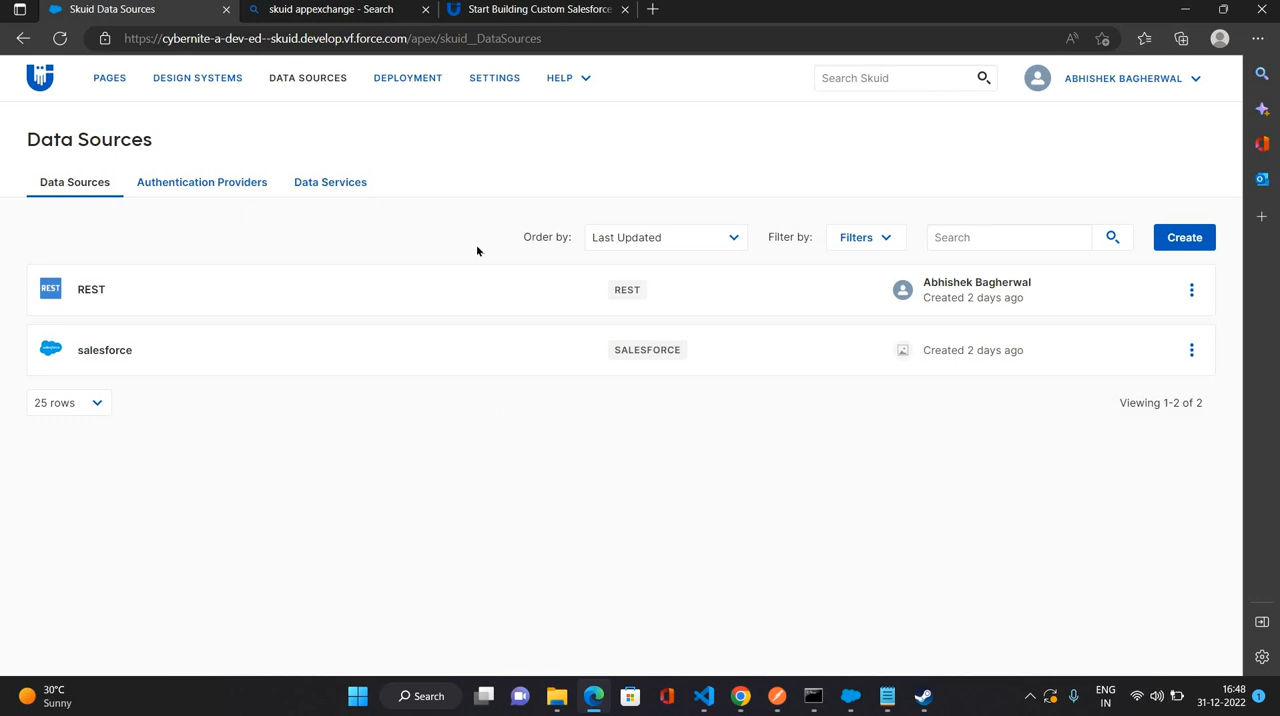 Skuid Data Sources
skuid appexchange - Search
Start Building Custom Salesforce
https://cybernite-a-dev-ed--skuid.develop.vf.force.com/apex/skuid__DataSources
PAGES DESIGN SYSTEMS DATA SOURCES DEPLOYMENT SETTINGS HELP
Search Skuid
ABHISHEK BAGHERWAL
Data Sources
Data Sources Authentication Providers Data Services
Order by: Last Updated Filter by: Filters Search Create
REST REST REST Abhishek Bagherwal
Created 2 days ago
salesforce SALESFORCE Created 2 days ago
25 rows Viewing 1-2 of 2
30°C
Sunny
Search
ENG
IN
16:48
31-12-2022
1